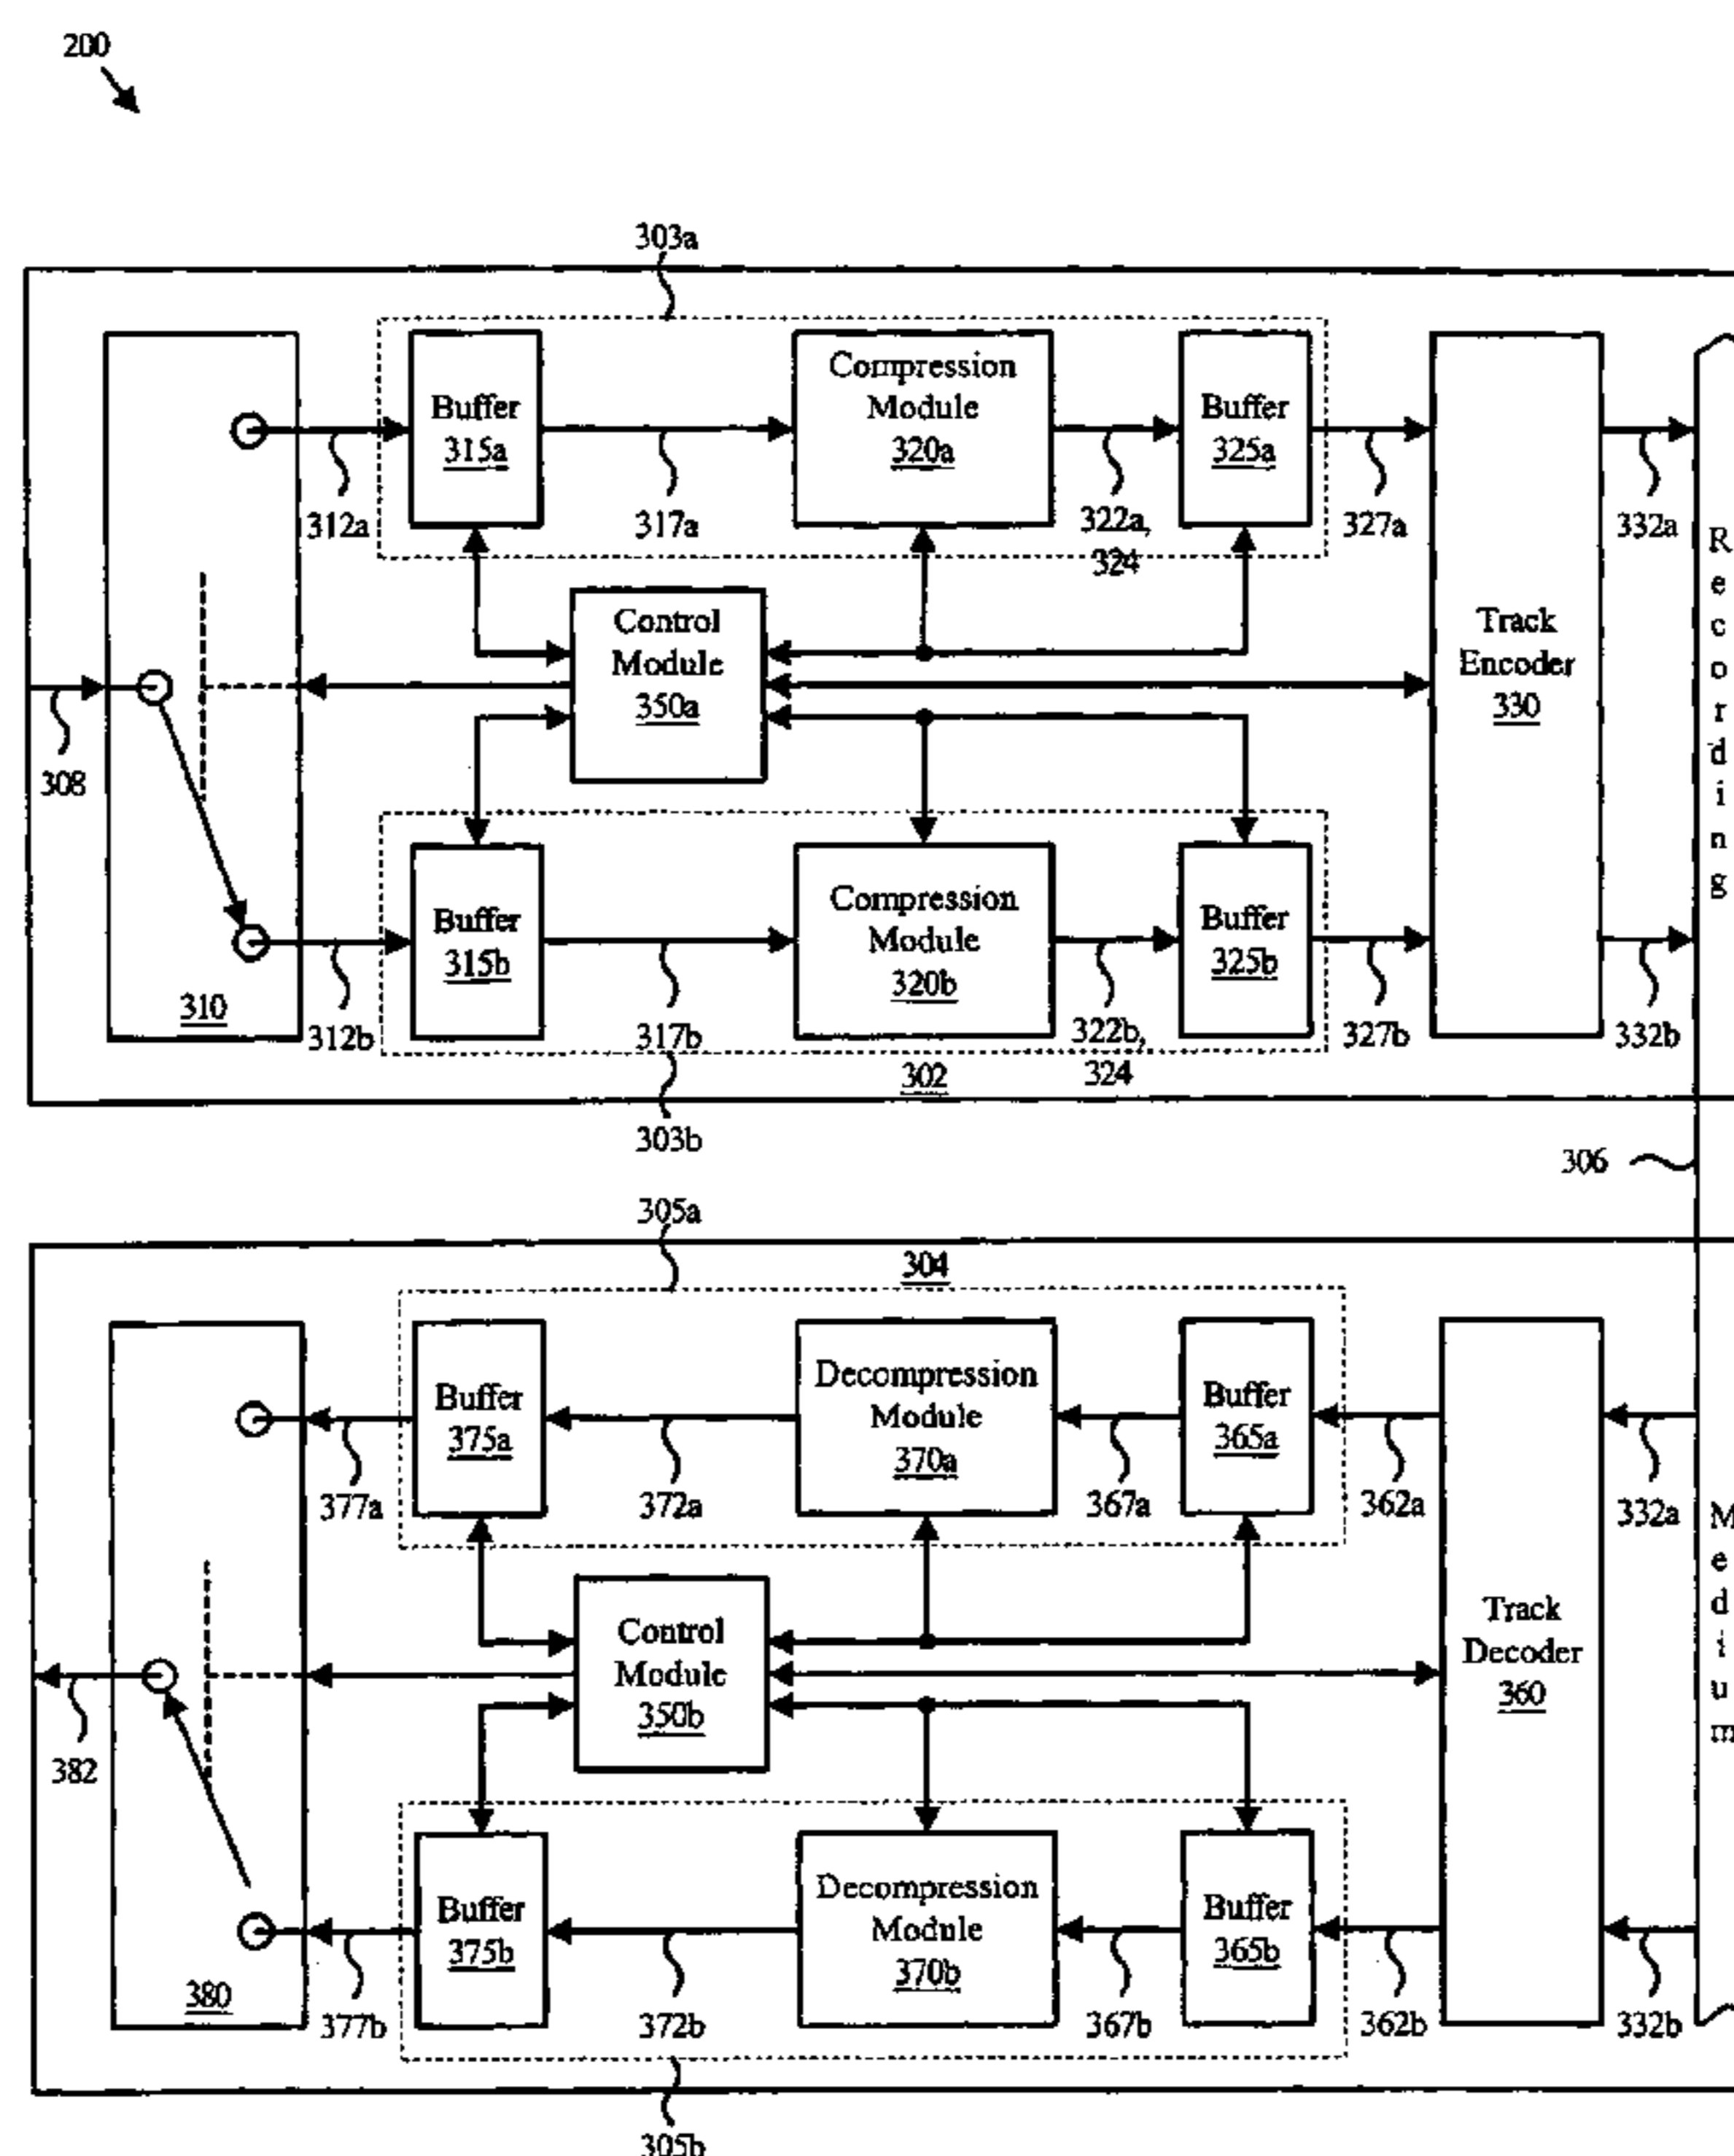 200
303a
Buffer
315a
Compression
Module
320a
Buffer
325a
312a
317a
322a,
324
327a
332a
Control
Module
350a
Track
Encoder
330
308
Recording
Buffer
315b
Compression
Module
320b
Buffer
325b
310
312b
317b
322b,
324
327b
332b
302
303b
306
305a
304
Buffer
375a
Decompression
Module
370a
Buffer
365a
377a
372a
367a
362a
332a
Control
Module
350b
Track
Decoder
360
382
Medium
Buffer
375b
Decompression
Module
370b
Buffer
365b
380
377b
372b
367b
362b
332b
305b